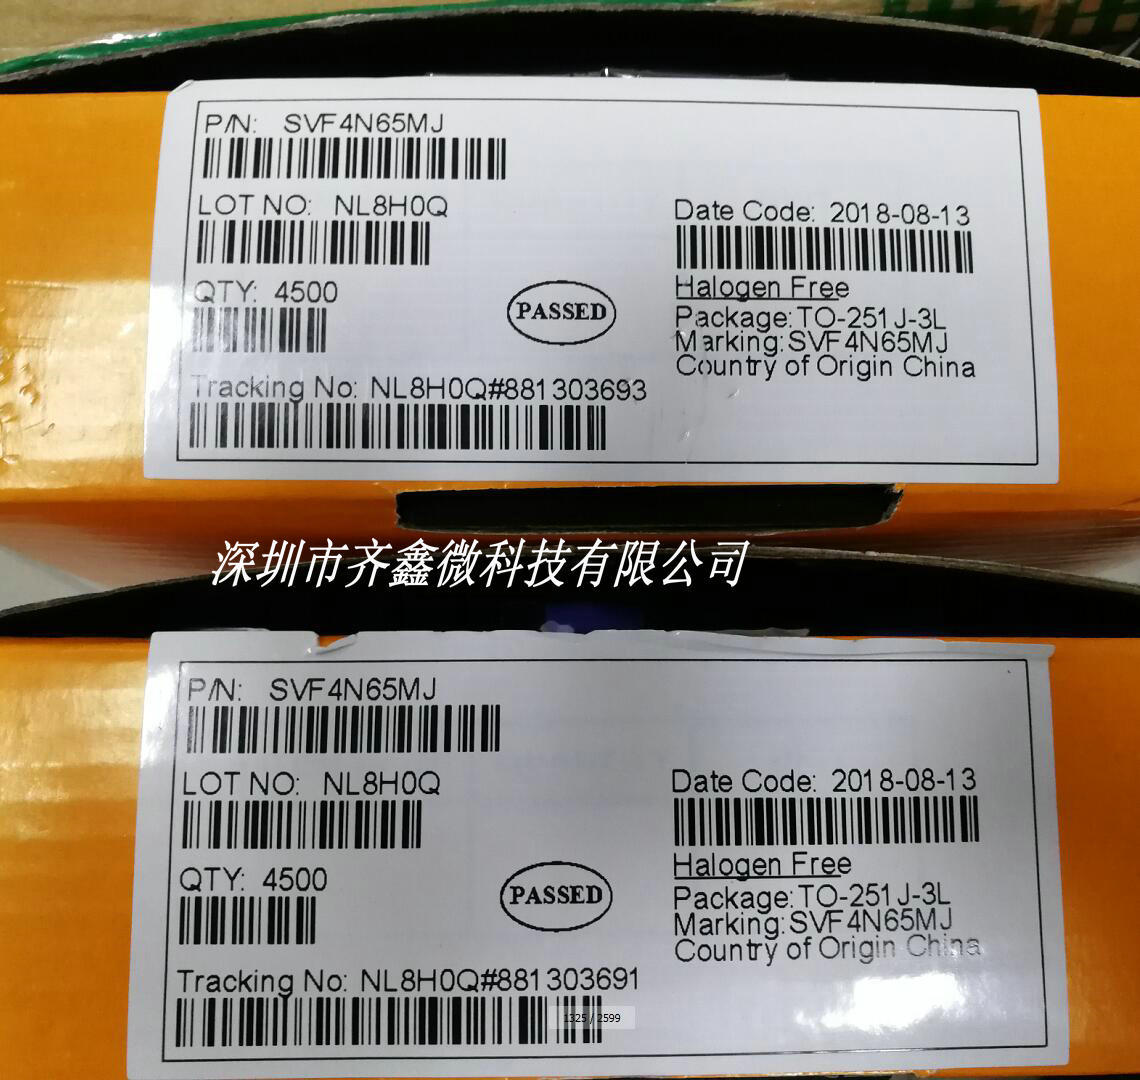 P/N: SVF4N65MJ
LOT NO: NL8H0Q
Date Code: 2018-08-13
QTY: 4500
PASSED
Halogen Free
Package:TO-251J-3L
Marking:SVF4N65MJ
Country of Origin China
Tracking No: NL8H0Q#881303693
深圳市齐鑫微科技有限公司
P/N: SVF4N65MJ
LOT NO: NL8H0Q
Date Code: 2018-08-13
QTY: 4500
PASSED
Halogen Free
Package:TO-251J-3L
Marking:SVF4N65MJ
Country of Origin China
Tracking No: NL8H0Q#881303691
1325 / 2599